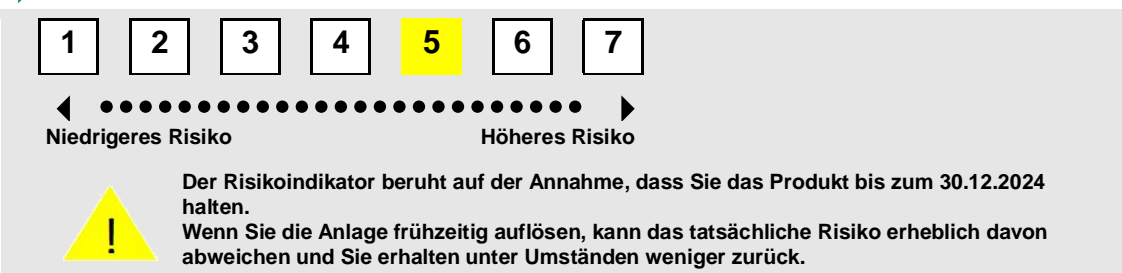 1 2 3 4 5 6 7
Niedrigeres Risiko Höheres Risiko
Der Risikoindikator beruht auf der Annahme, dass Sie das Produkt bis zum 30.12.2024
halten.
Wenn Sie die Anlage frühzeitig auflösen, kann das tatsächliche Risiko erheblich davon
abweichen und Sie erhalten unter Umständen weniger zurück.
!